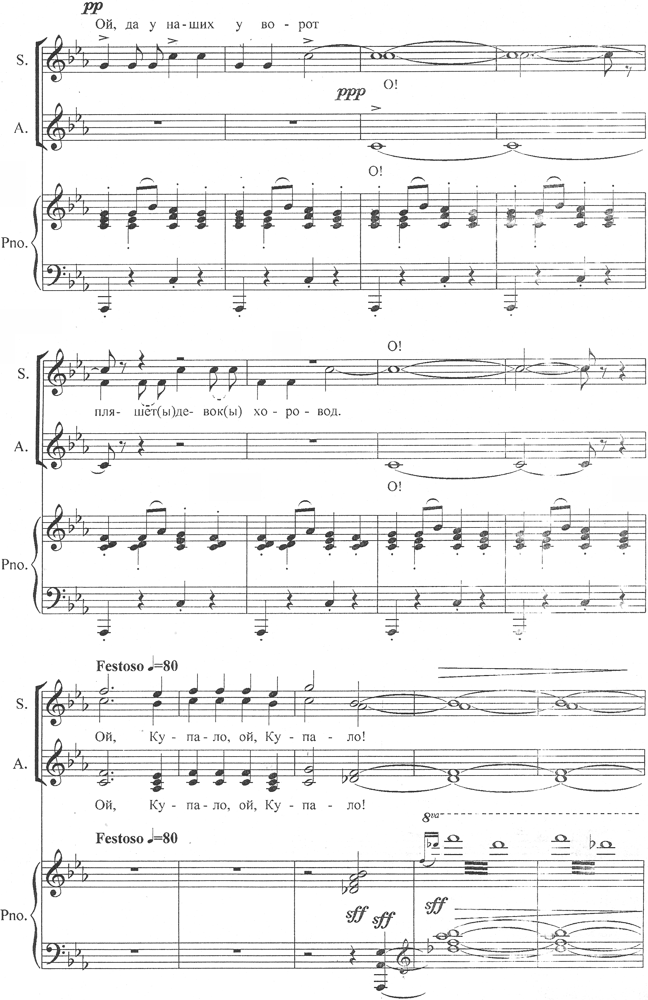 pp
Ой, да у на - ших у во - рот
S.
О!
ppp
A.
О!
Pno.
О!
S.
пля- шёт(ы)де- вок(ы) хо - ро - вод.
A.
О!
Pno.
Festoso ♩=80
S.
Ой, Ку - па - ло, ой, Ку - па - ло!
A.
Ой, Ку - па - ло, ой, Ку - па - ло!
8va
Festoso ♩=80
Pno.
sff sff sff